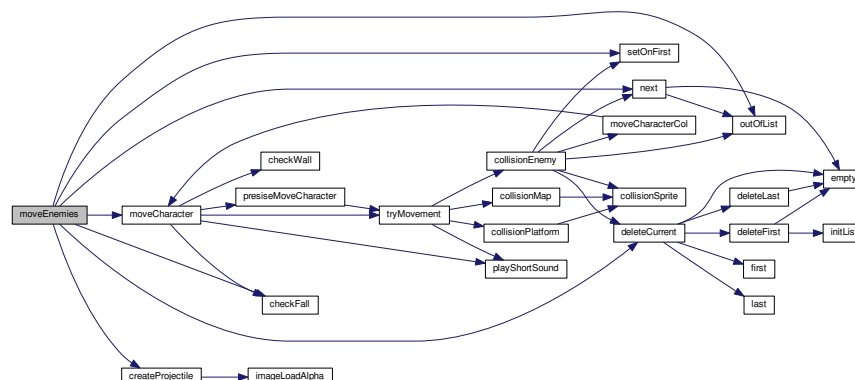 setOnFirst
next
outOfList
moveCharacterCol
checkWall
collisionEnemy
empty
presiseMoveCharacter
collisionMap
collisionSprite
deleteLast
moveEnemies
moveCharacter
tryMovement
collisionPlatform
deleteCurrent
deleteFirst
playShortSound
first
checkFall
last
createProjectile
imageLoadAlpha